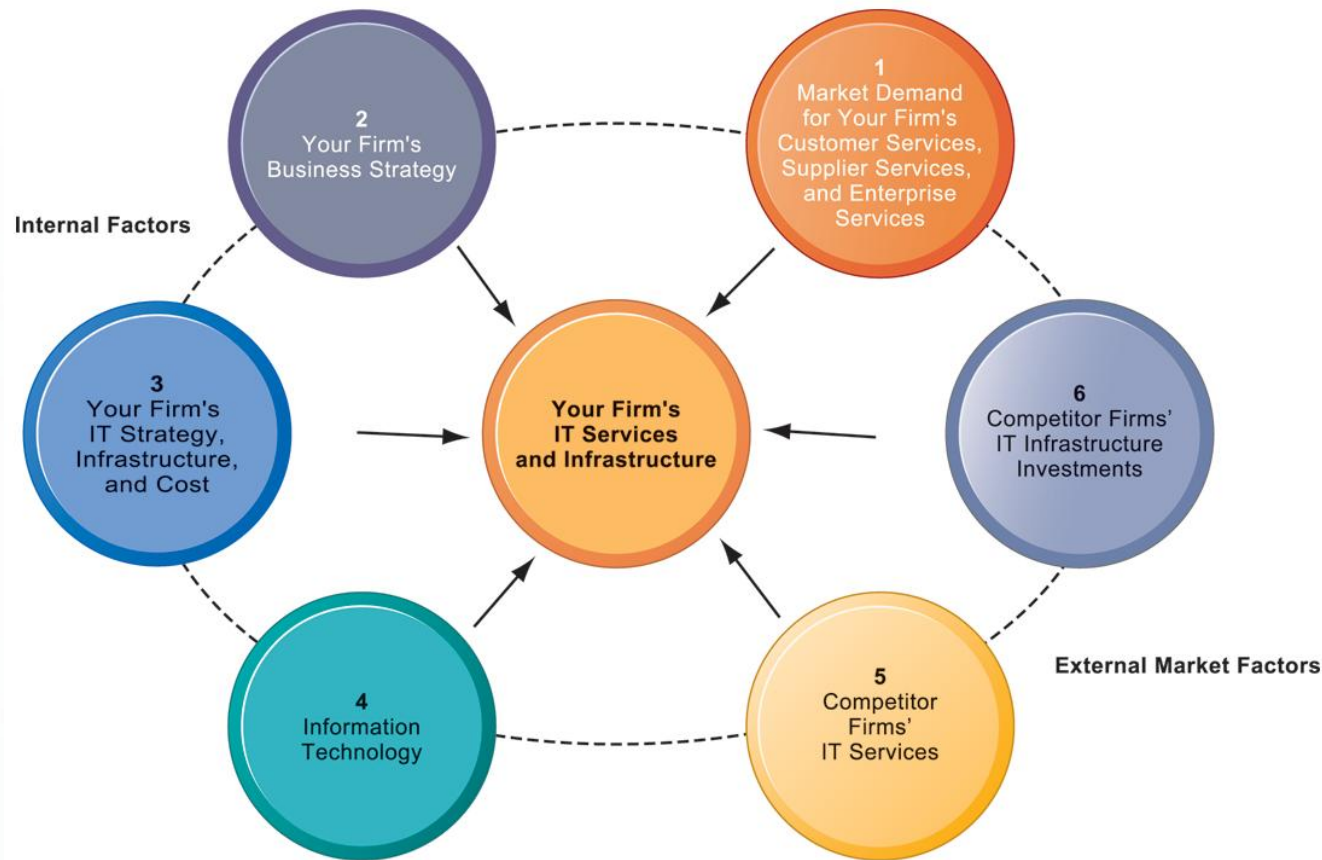 1
Market Demand
for Your Firm's
Customer Services,
Supplier Services,
and Enterprise
Services
2
Your Firm's
Business Strategy
Internal Factors
3
Your Firm's
IT Strategy,
Infrastructure,
and Cost
Your Firm's
IT Services
and Infrastructure
6
Competitor Firms’
IT Infrastructure
Investments
External Market Factors
4
Information
Technology
5
Competitor
Firms’
IT Services